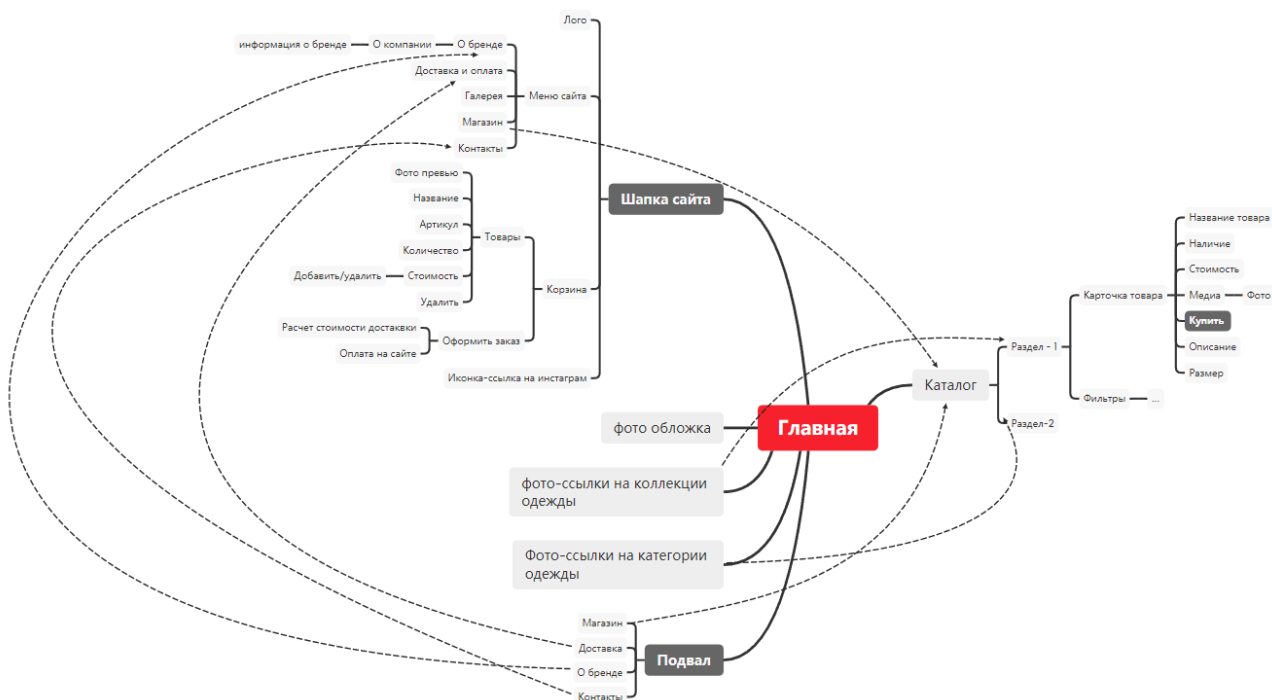 Лого
информация о бренде
О компании
О бренде
Доставка и оплата
Галерея
Меню сайта
Магазин
Контакты
Фото превью
Шапка сайта
Название
Артикул
Товары
Количество
Добавить/удалить
Стоимость
Корзина
Удалить
Расчет стоимости достаквки
Оформить заказ
Оплата на сайте
Иконка-ссылка на инстаграм
Название товара
Наличие
Стоимость
Карточка товара
Медиа
Фото
Купить
Раздел - 1
Описание
Размер
Каталог
Фильтры
...
Раздел-2
Главная
фото обложка
фото-ссылки на коллекции
одежды
Фото-ссылки на категории
одежды
Магазин
Доставка
Подвал
О бренде
Контакты